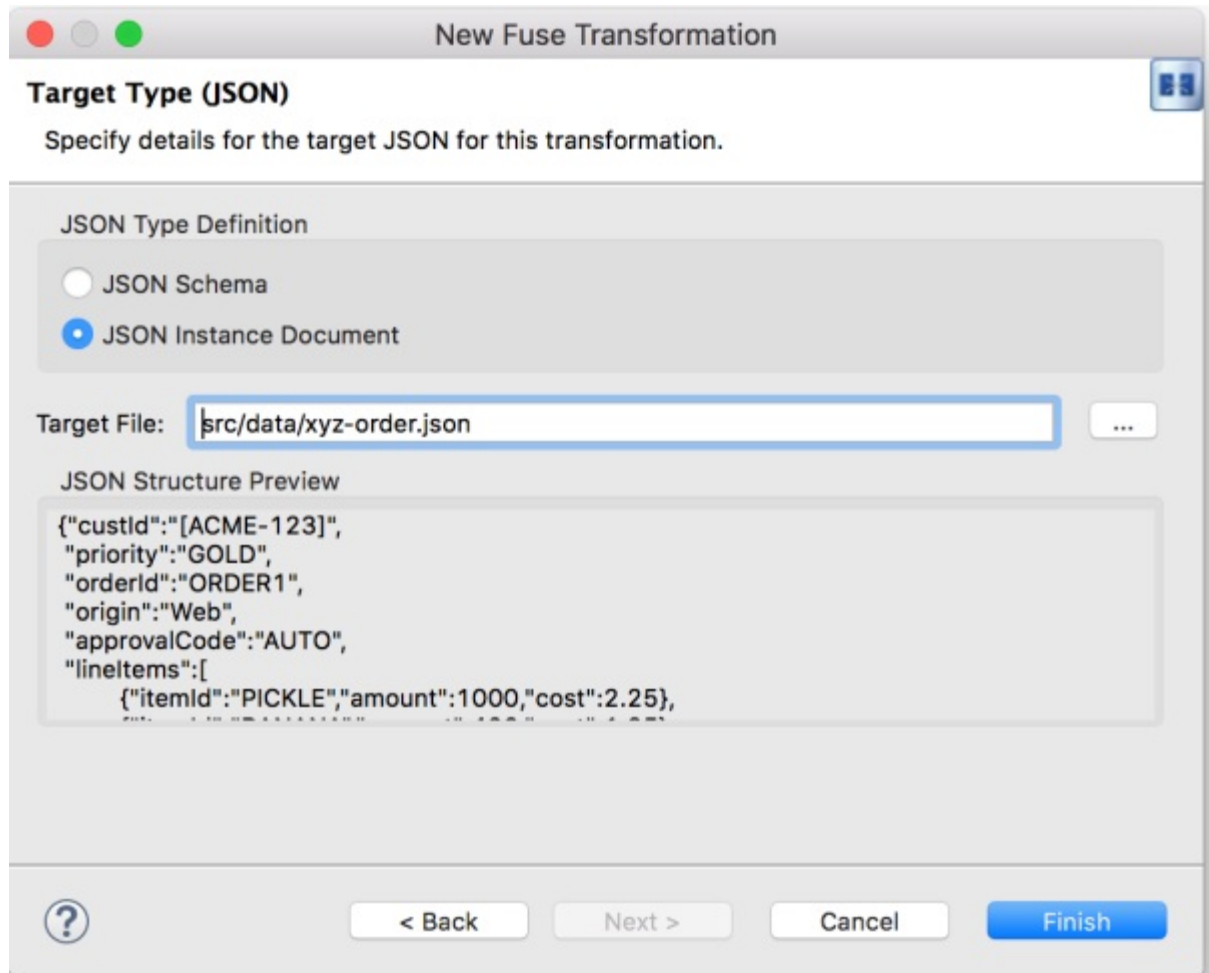 New Fuse Transformation
Target Type (JSON)
Specify details for the target JSON for this transformation.
JSON Type Definition
JSON Schema
JSON Instance Document
Target File: src/data/xyz-order.json ...
JSON Structure Preview
{"custId":"[ACME-123]",
"priority":"GOLD",
"orderId":"ORDER1",
"origin":"Web",
"approvalCode":"AUTO",
"lineItems":[
{"itemId":"PICKLE","amount":1000,"cost":2.25},
? < Back Next > Cancel Finish